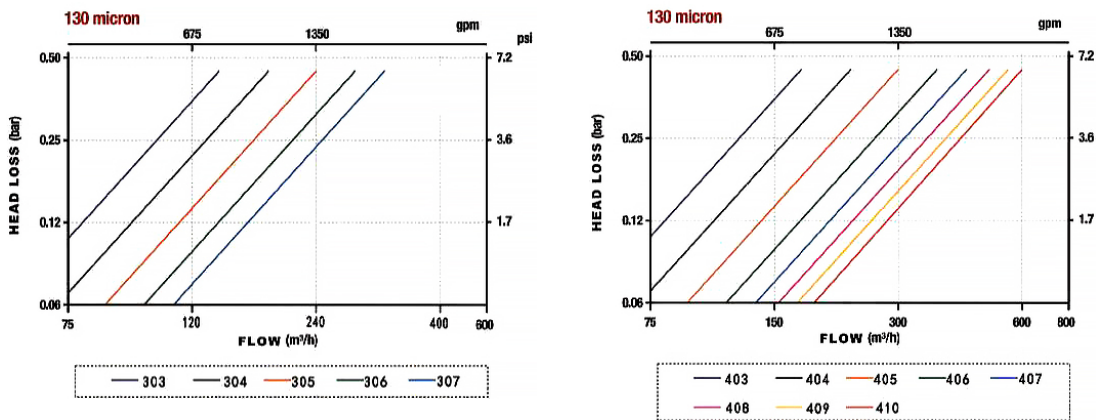 130 micron
gpm
675
1350
psi
0.50
7.2
0.25
3.6
0.12
1.7
0.06
HEAD LOSS (bar)
75
120
240
400
600
FLOW (m³/h)
303 304 305 306 307
130 micron
gpm
675
1350
0.50
7.2
0.25
3.6
0.12
1.7
0.06
HEAD LOSS (bar)
75
150
300
600
800
FLOW (m³/h)
403 404 405 406 407
408 409 410